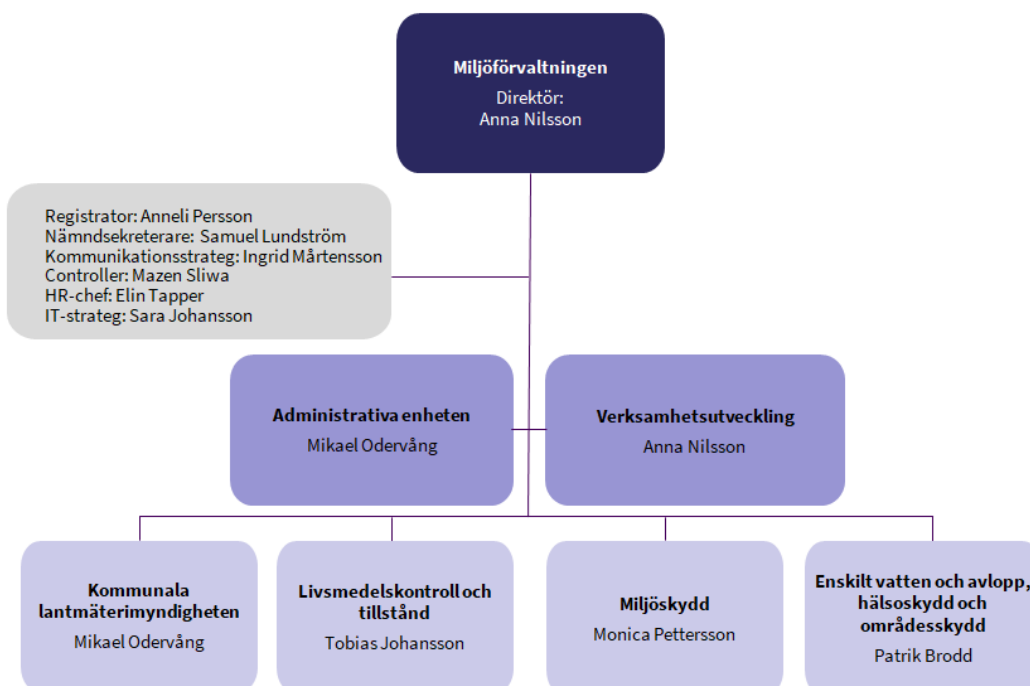 Miljöförvaltningen
Direktör:
Anna Nilsson
Registrator: Anneli Persson
Nämndsekreterare: Samuel Lundström
Kommunikationsstrateg: Ingrid Mårtensson
Controller: Mazen Sliwa
HR-chef: Elin Tapper
IT-strateg: Sara Johansson
Administrativa enheten
Mikael Odervång
Verksamhetsutveckling
Anna Nilsson
Kommunala
lantmäterimyndigheten
Mikael Odervång
Livsmedelskontroll och
tillstånd
Tobias Johansson
Miljöskydd
Monica Pettersson
Enskilt vatten och avlopp,
hälsoskydd och
områdesskydd
Patrik Brodd